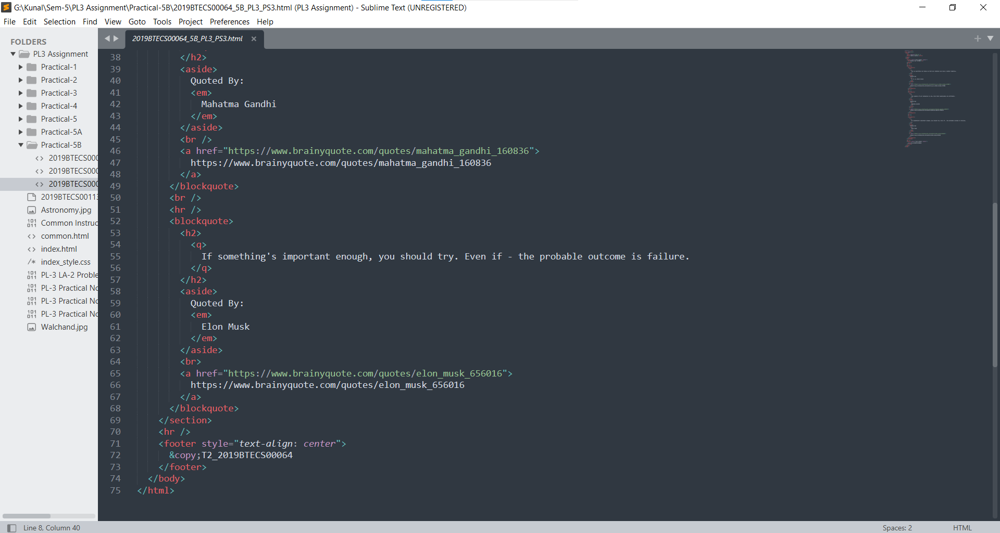 G:\Kunal\Sem-5\PL3 Assignment\Practical-5B\2019BTECS00064_5B_PL3_PS3.html (PL3 Assignment) - Sublime Text (UNREGISTERED)
File Edit Selection Find View Goto Tools Project Preferences Help
FOLDERS
PL3 Assignment
Practical-1
Practical-2
Practical-3
Practical-4
Practical-5
Practical-5A
Practical-5B
2019BTECS000
2019BTECS000
2019BTECS000
2019BTECS00113
Astronomy.jpg
Common Instruc
common.html
index.html
index_style.css
PL-3 LA-2 Proble
PL-3 Practical No
PL-3 Practical No
PL-3 Practical No
Walchand.jpg
2019BTECS00064_5B_PL3_PS3.html
38 </h2>
39 <aside>
40 Quoted By:
41 <em>
42 Mahatma Gandhi
43 </em>
44 </aside>
45 <br />
46 <a href="https://www.brainyquote.com/quotes/mahatma_gandhi_160836">
47 https://www.brainyquote.com/quotes/mahatma_gandhi_160836
48 </a>
49 </blockquote>
50 <br />
51 <hr />
52 <blockquote>
53 <h2>
54 <q>
55 If something's important enough, you should try. Even if - the probable outcome is failure.
56 </q>
57 </h2>
58 <aside>
59 Quoted By:
60 <em>
61 Elon Musk
62 </em>
63 </aside>
64 <br>
65 <a href="https://www.brainyquote.com/quotes/elon_musk_656016">
66 https://www.brainyquote.com/quotes/elon_musk_656016
67 </a>
68 </blockquote>
69 </section>
70 <hr />
71 <footer style="text-align: center">
72 &copy;T2_2019BTECS00064
73 </footer>
74 </body>
75 </html>
Line 8, Column 40
Spaces: 2
HTML